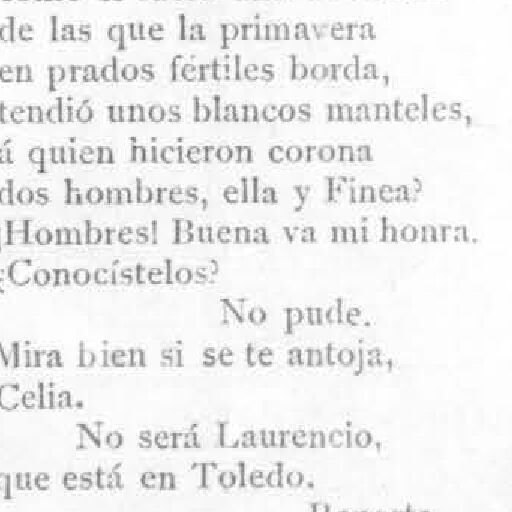 de las que la primavera
en prados fértiles borda,
tendió unos blancos manteles,
á quien hicieron corona
dos hombres, ella y Finea?
¡Hombres! Buena va mi honra.
¿Conocístelos?
No pude.
Mira bien si se te antoja,
Celia.
No será Laurencio,
que está en Toledo.